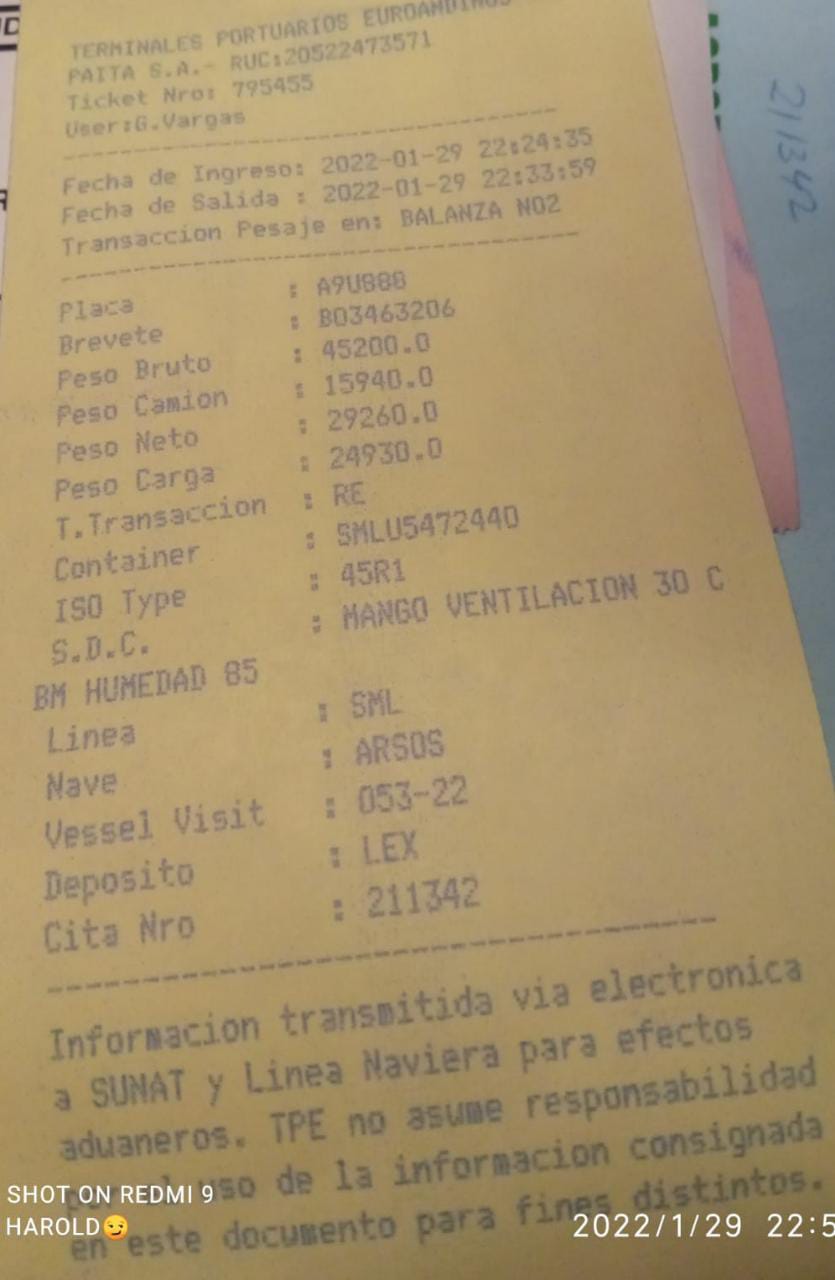 TERMINALES PORTUARIOS EUROANDINOS
PAITA S.A.- RUC:20522473571
Ticket Nro: 795455
User:G.Vargas
Fecha de Ingreso: 2022-01-29 22:24:35
Fecha de Salida : 2022-01-29 22:33:59
Transaccion Pesaje en: BALANZA NO2
Placa : A9U888
Brevete : B03463206
Peso Bruto : 45200.0
Peso Camion : 15940.0
Peso Neto : 29260.0
Peso Carga : 24930.0
T.Transaccion : RE
Container : SMLU5472440
ISO Type : 45R1
S.D.C. : MANGO VENTILACION 30 C
BM HUMEDAD 85
Linea : SML
Nave : ARSOS
Vessel Visit : 053-22
Deposito : LEX
Cita Nro : 211342
Informacion transmitida via electronica
a SUNAT y Linea Naviera para efectos
aduaneros. TPE no asume responsabilidad
por el uso de la informacion consignada
en este documento para fines distintos.
211342
SHOT ON REDMI 9
HAROLD😏
2022/1/29 22:5